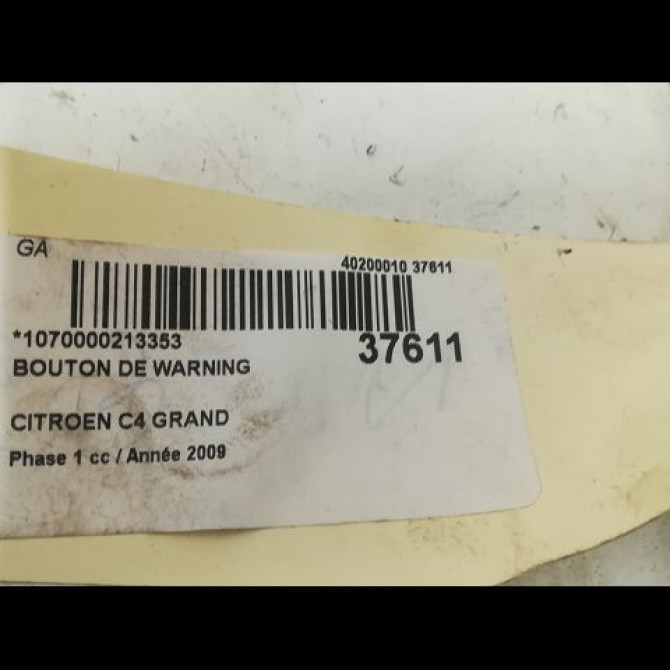 GA
40200010 37611
*1070000213353
37611
BOUTON DE WARNING
CITROEN C4 GRAND
Phase 1 cc / Année 2009